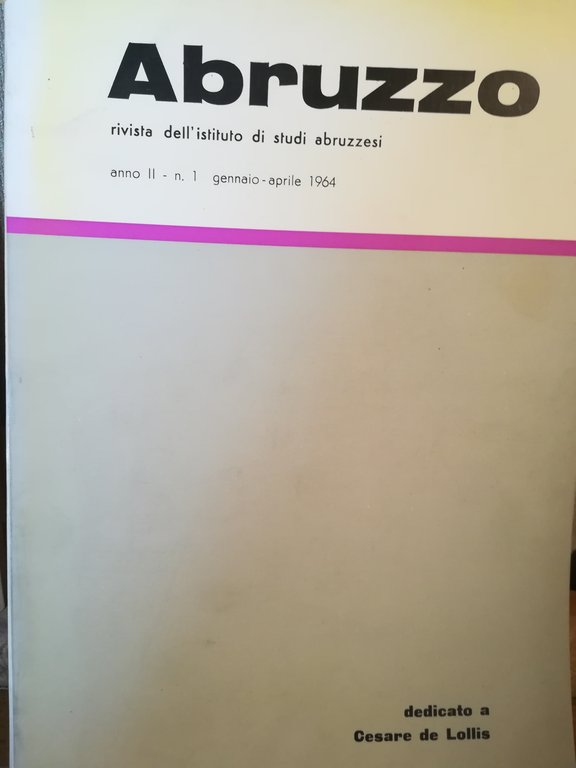 Abruzzo
rivista dell'istituto di studi abruzzesi
anno II - n. 1 gennaio-aprile 1964
dedicato a
Cesare de Lollis